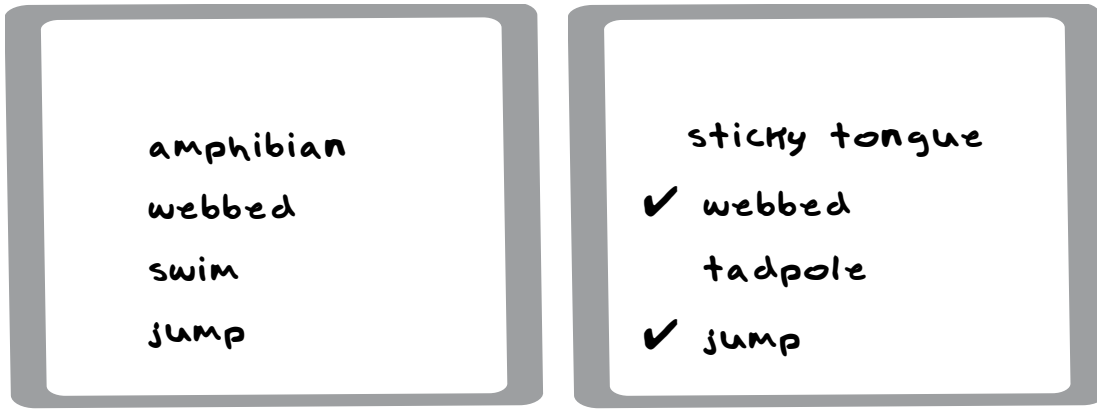 amphibian
webbed
swim
jump
sticky tongue
✔ webbed
tadpole
✔ jump